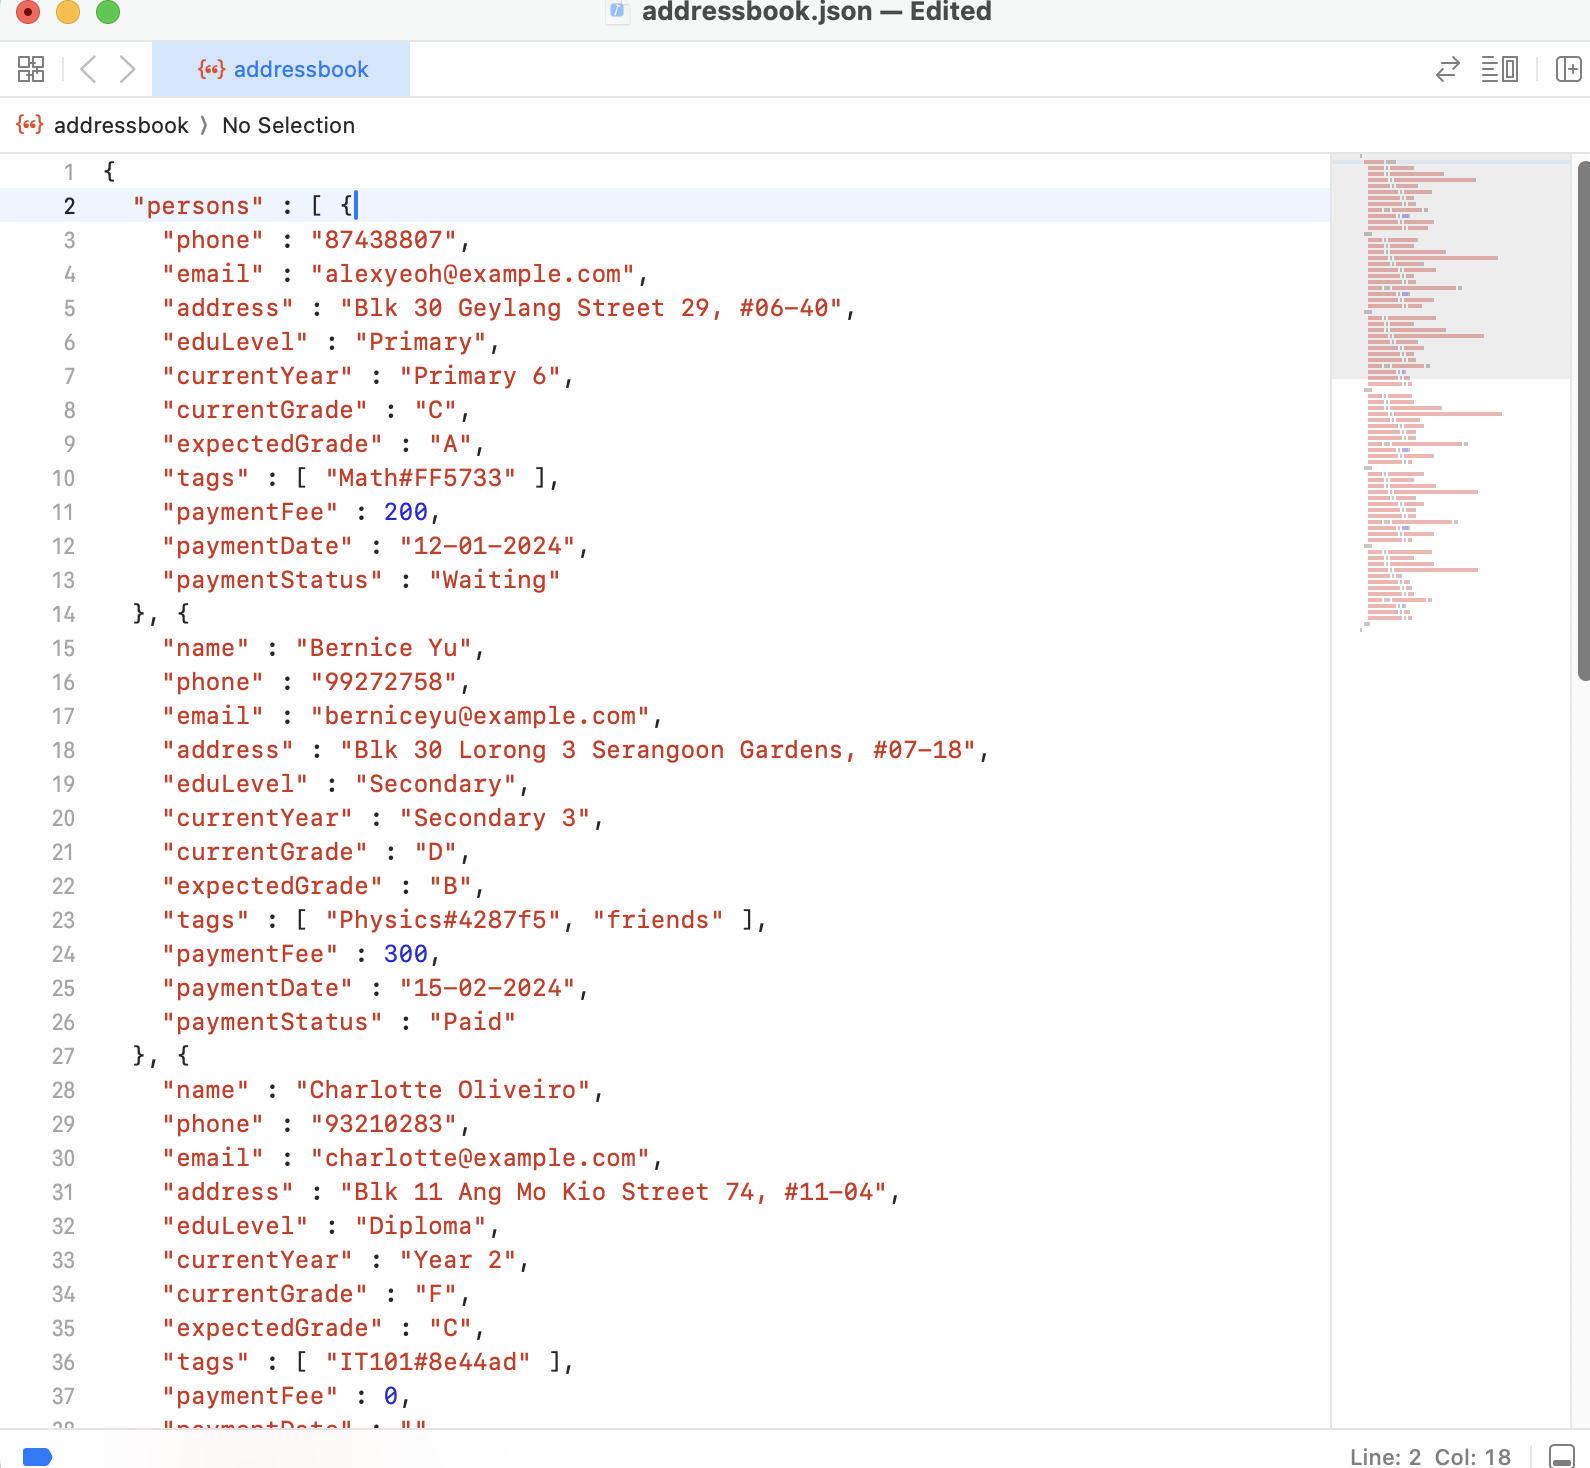 addressbook.json — Edited
addressbook
addressbook 〉 No Selection
1 {
2 "persons" : [ {
3 "phone" : "87438807",
4 "email" : "alexyeoh@example.com",
5 "address" : "Blk 30 Geylang Street 29, #06-40",
6 "eduLevel" : "Primary",
7 "currentYear" : "Primary 6",
8 "currentGrade" : "C",
9 "expectedGrade" : "A",
10 "tags" : [ "Math#FF5733" ],
11 "paymentFee" : 200,
12 "paymentDate" : "12-01-2024",
13 "paymentStatus" : "Waiting"
14 }, {
15 "name" : "Bernice Yu",
16 "phone" : "99272758",
17 "email" : "berniceyu@example.com",
18 "address" : "Blk 30 Lorong 3 Serangoon Gardens, #07-18",
19 "eduLevel" : "Secondary",
20 "currentYear" : "Secondary 3",
21 "currentGrade" : "D",
22 "expectedGrade" : "B",
23 "tags" : [ "Physics#4287f5", "friends" ],
24 "paymentFee" : 300,
25 "paymentDate" : "15-02-2024",
26 "paymentStatus" : "Paid"
27 }, {
28 "name" : "Charlotte Oliveiro",
29 "phone" : "93210283",
30 "email" : "charlotte@example.com",
31 "address" : "Blk 11 Ang Mo Kio Street 74, #11-04",
32 "eduLevel" : "Diploma",
33 "currentYear" : "Year 2",
34 "currentGrade" : "F",
35 "expectedGrade" : "C",
36 "tags" : [ "IT101#8e44ad" ],
37 "paymentFee" : 0,
Line: 2 Col: 18